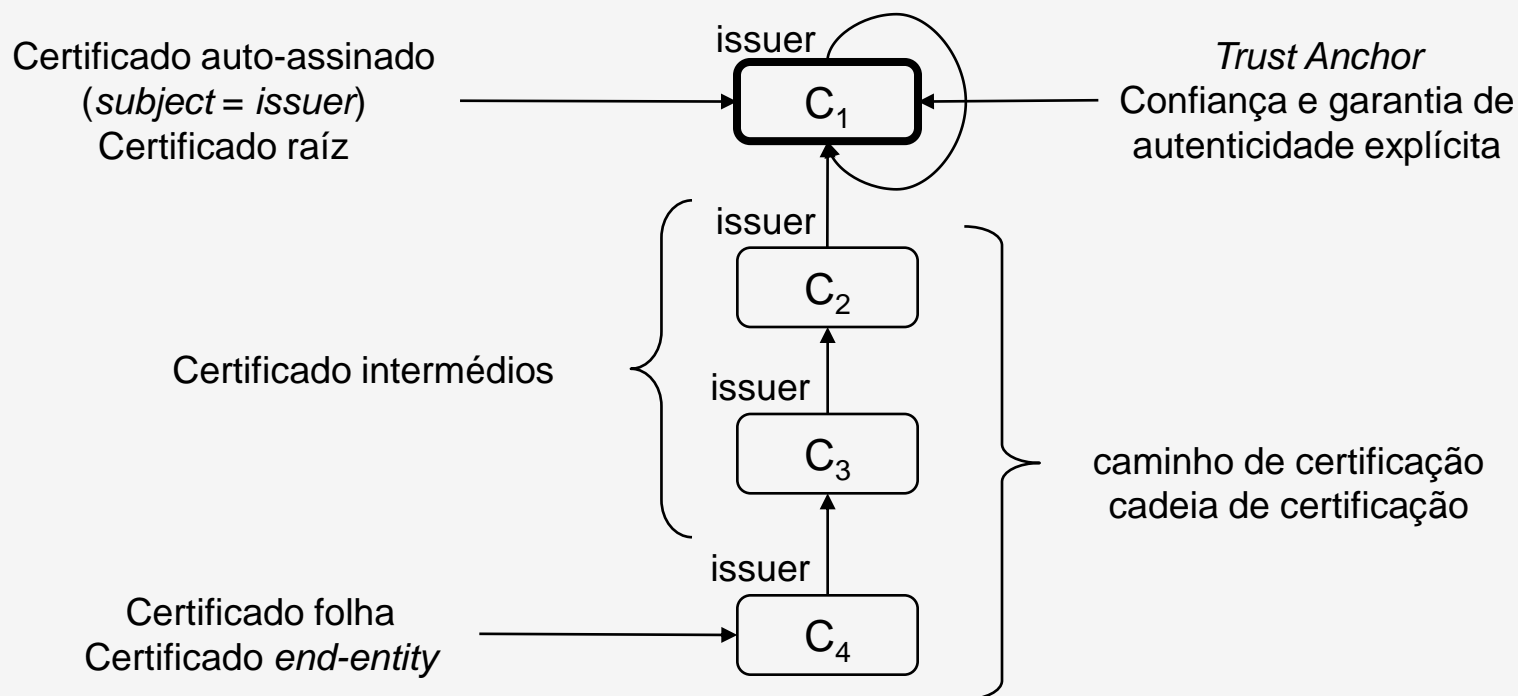 issuer
Certificado auto-assinado
(subject = issuer)
Certificado raíz
C₁
Trust Anchor
Confiança e garantia de
autenticidade explícita
issuer
C₂
Certificado intermédios
issuer
C₃
caminho de certificação
cadeia de certificação
issuer
Certificado folha
Certificado end-entity
C₄